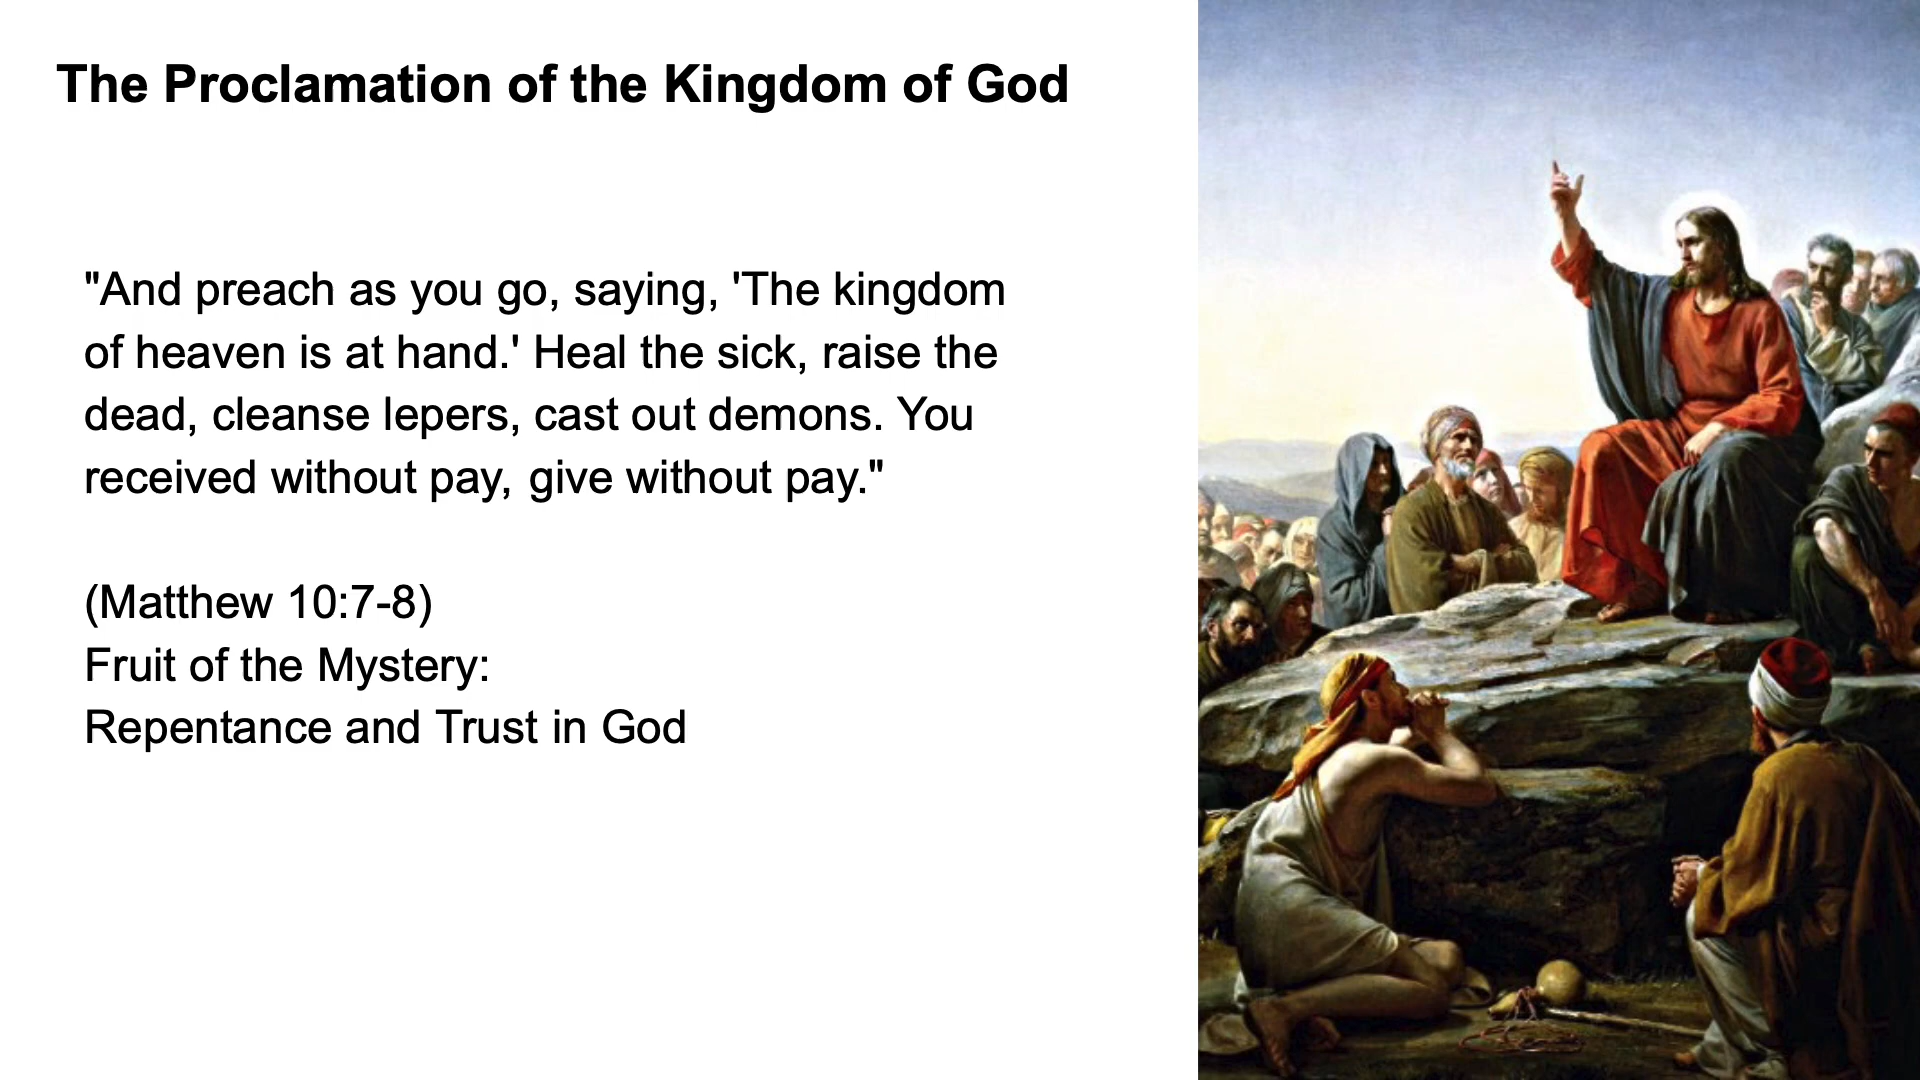 The Proclamation of the Kingdom of God
"And preach as you go, saying, 'The kingdom
of heaven is at hand.' Heal the sick, raise the
dead, cleanse lepers, cast out demons. You
received without pay, give without pay."
(Matthew 10:7-8)
Fruit of the Mystery:
Repentance and Trust in God